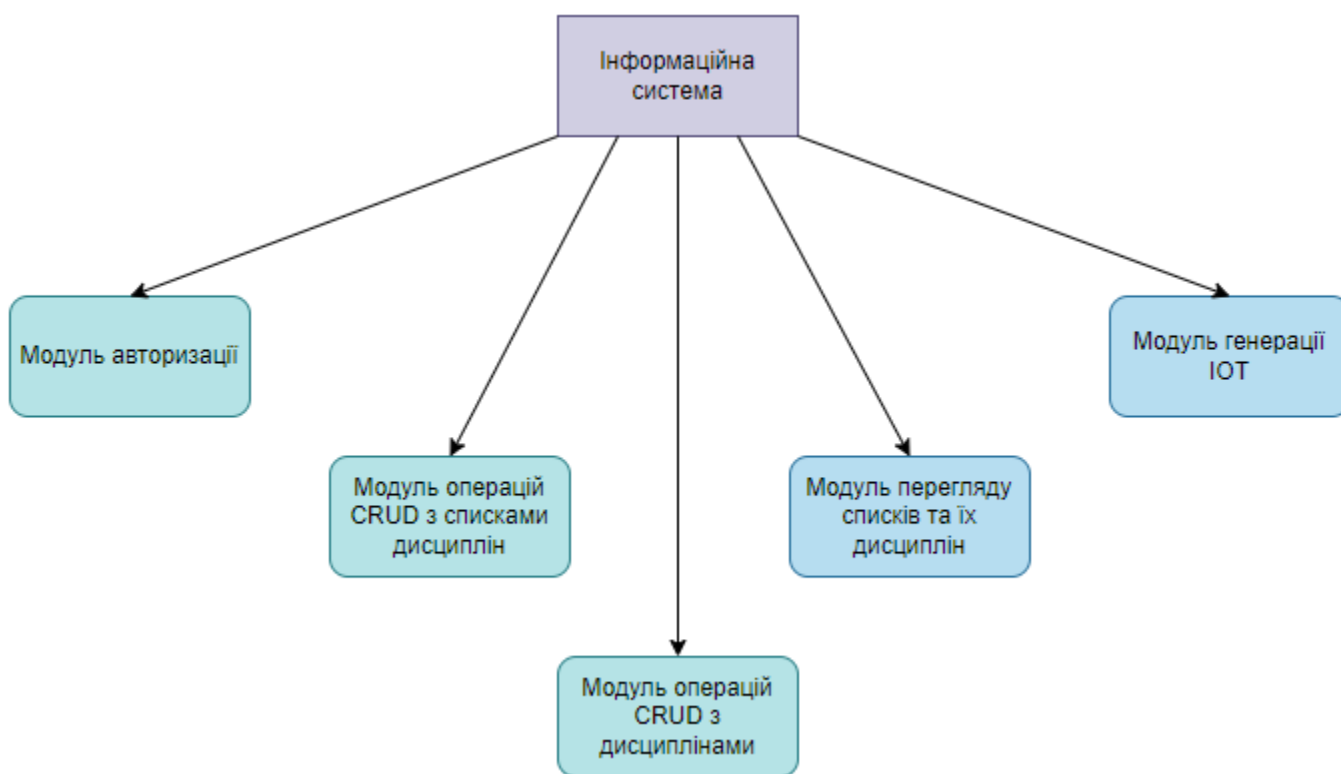 Інформаційна
система
Модуль авторизації
Модуль генерації
ІОТ
Модуль операцій
CRUD з списками
дисциплін
Модуль перегляду
списків та їх
дисциплін
Модуль операцій
CRUD з
дисциплінами